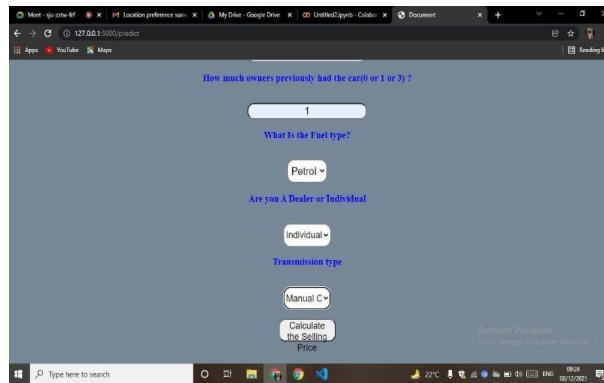 Meet - sju-zztw-frf
Location preference surv
My Drive - Google Drive
Untitled2.ipynb - Colabor
Document
127.0.0.1:5000/predict
Apps YouTube Maps Reading li
How much owners previously had the car(0 or 1 or 3) ?
1
What Is the Fuel type?
Petrol
Are you A Dealer or Individual
Individual
Transmission type
Manual C
Calculate
the Selling
Price
Activate Windows
Go to Settings to activate Windows.
Type here to search
22°C ENG 09:24
08/12/2021